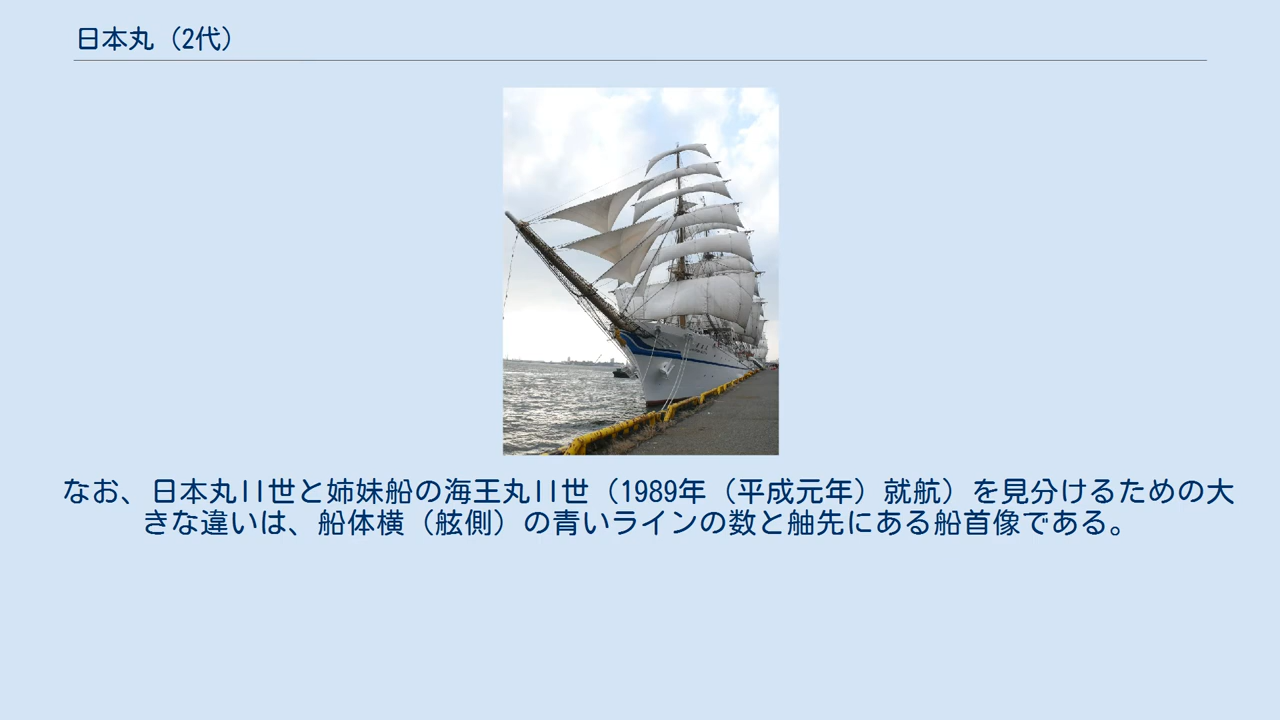 日本丸（2代）
なお、日本丸II世と姉妹船の海王丸II世（1989年（平成元年）就航）を見分けるための大
きな違いは、船体横（舷側）の青いラインの数と舳先にある船首像である。